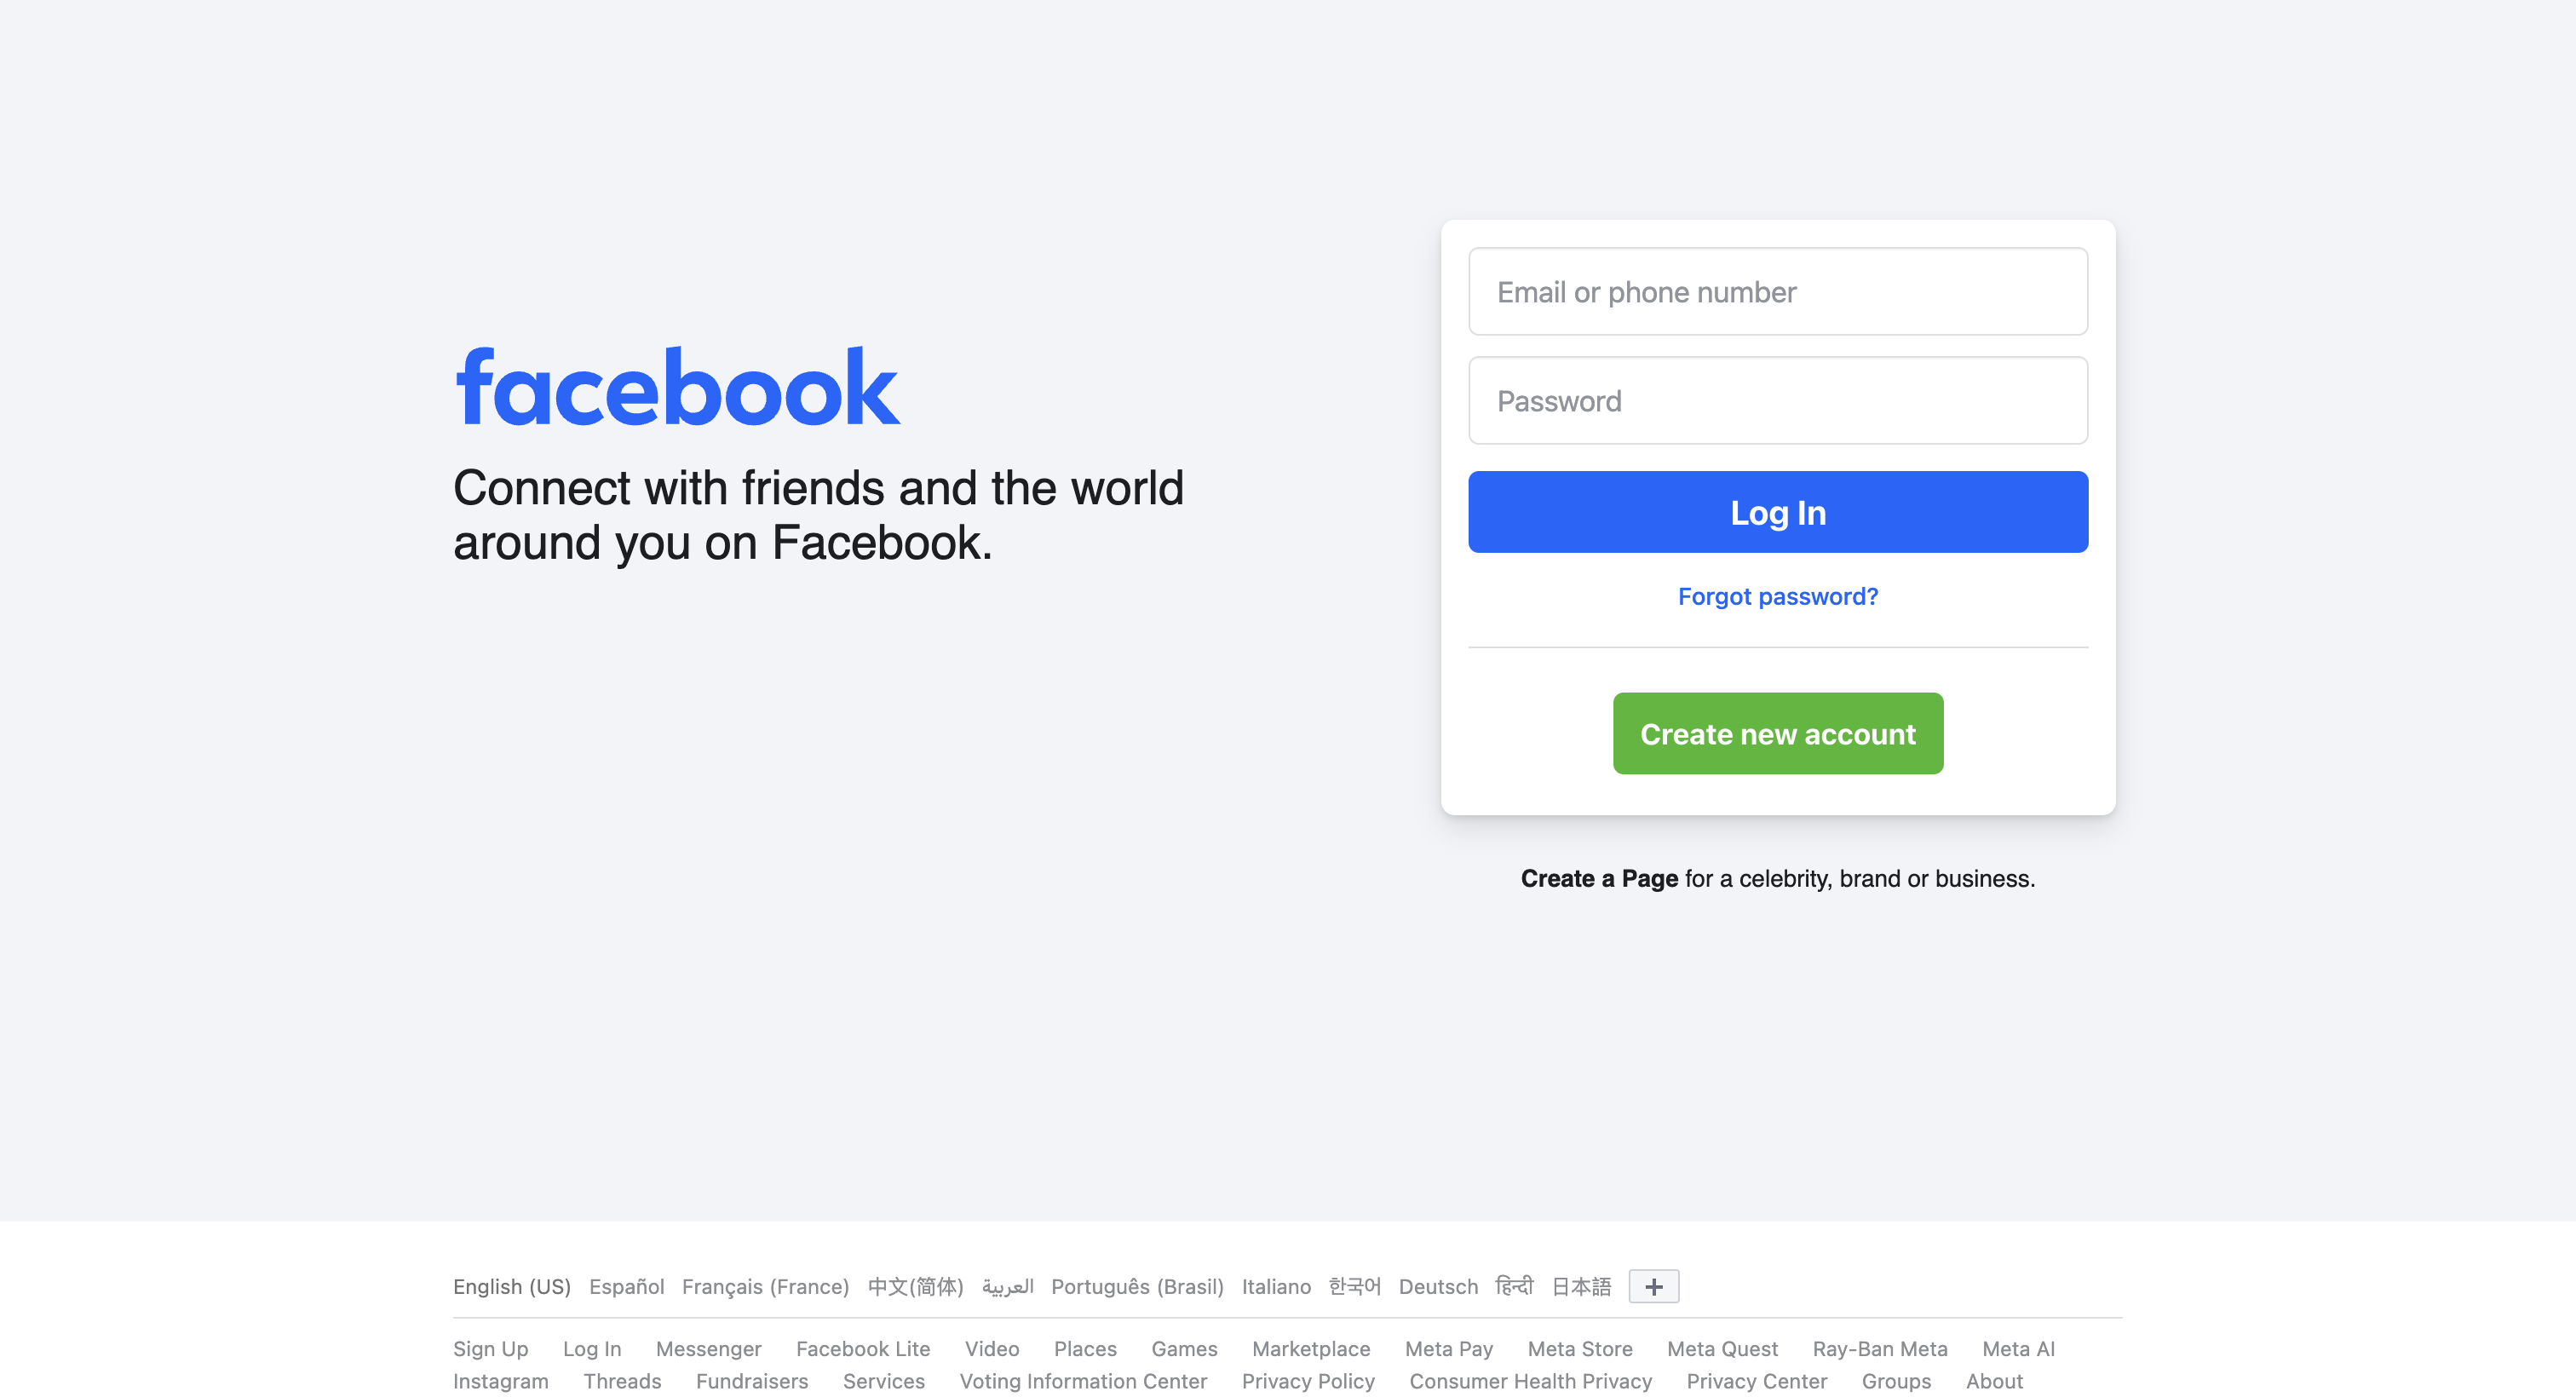 facebook
Connect with friends and the world
around you on Facebook.
Email or phone number
Password
Log In
Forgot password?
Create new account
Create a Page for a celebrity, brand or business.
English (US) Español Français (France) 中文(简体) العربية Português (Brasil) Italiano 한국어 Deutsch हिन्दी 日本語 +
Sign Up Log In Messenger Facebook Lite Video Places Games Marketplace Meta Pay Meta Store Meta Quest Ray-Ban Meta Meta AI
Instagram Threads Fundraisers Services Voting Information Center Privacy Policy Consumer Health Privacy Privacy Center Groups About